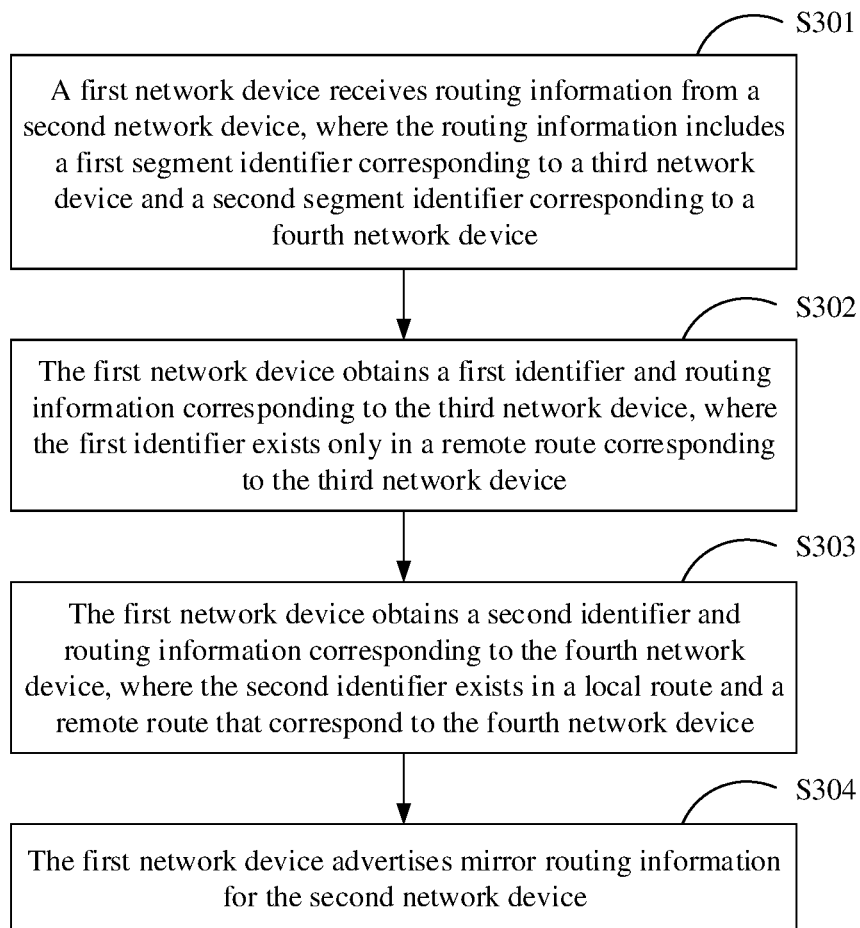 S301
A first network device receives routing information from a
second network device, where the routing information includes
a first segment identifier corresponding to a third network
device and a second segment identifier corresponding to a
fourth network device
S302
The first network device obtains a first identifier and routing
information corresponding to the third network device, where
the first identifier exists only in a remote route corresponding
to the third network device
S303
The first network device obtains a second identifier and
routing information corresponding to the fourth network
device, where the second identifier exists in a local route and a
remote route that correspond to the fourth network device
S304
The first network device advertises mirror routing information
for the second network device